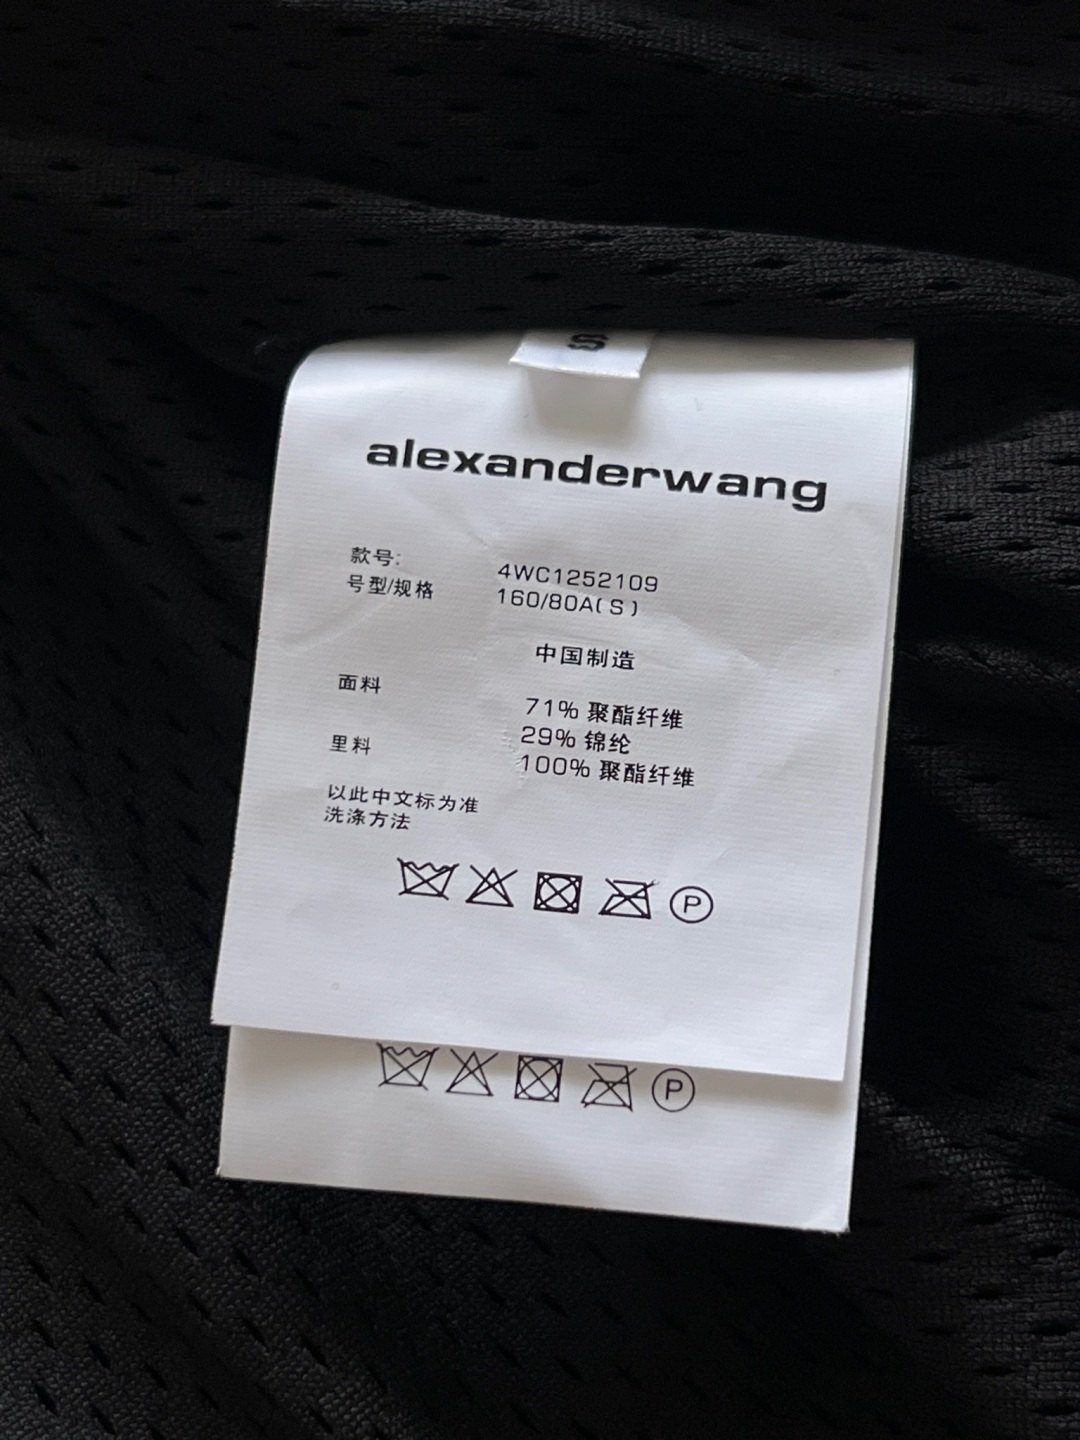 S
alexanderwang
款号: 4WC1252109
号型/规格 160/80A(S)
中国制造
面料 71% 聚酯纤维
29% 锦纶
里料 100% 聚酯纤维
以此中文标为准
洗涤方法
P
P